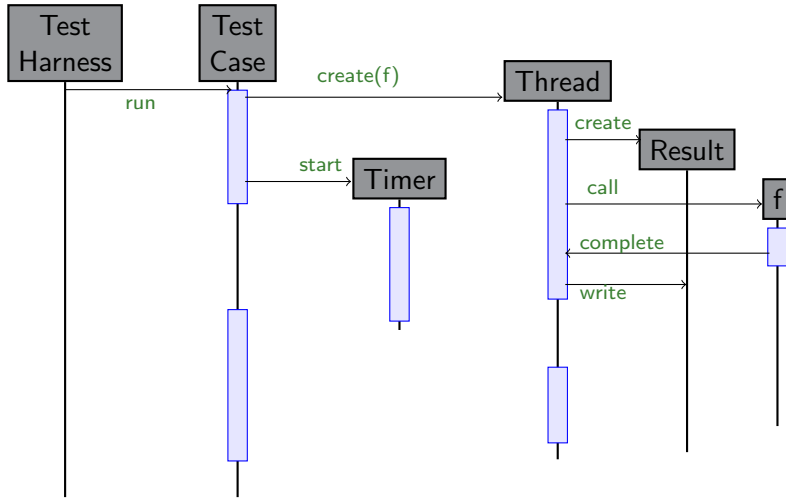 Test
Harness
Test
Case
create(f)
Thread
run
create
Result
start
Timer
call
f
complete
write